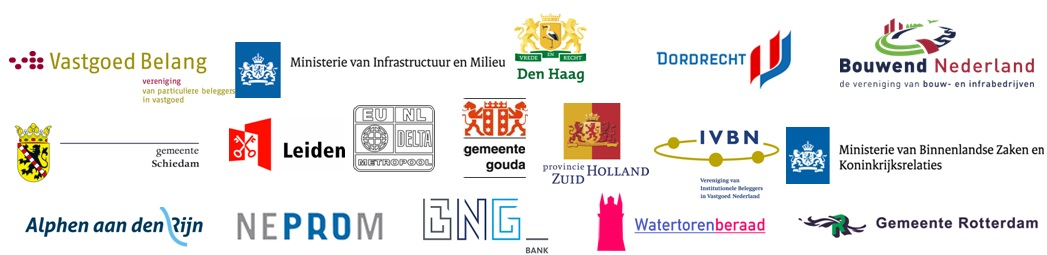 Vastgoed Belang
vereniging
van particuliere beleggers
in vastgoed
Ministerie van Infrastructuur en Milieu
VREDE EN RECHT
Den Haag
DORDRECHT
Bouwend Nederland
de vereniging van bouw- en infrabedrijven
gemeente
Schiedam
Leiden
EU NL
DELTA
METROPOOL
gemeente
gouda
provincie
ZUID HOLLAND
IVBN
Vereniging van
Institutionele Beleggers
in Vastgoed Nederland
Ministerie van Binnenlandse Zaken en
Koninkrijksrelaties
Alphen aan den Rijn
NEPROM
BNG
BANK
Watertorenberaad
Gemeente Rotterdam